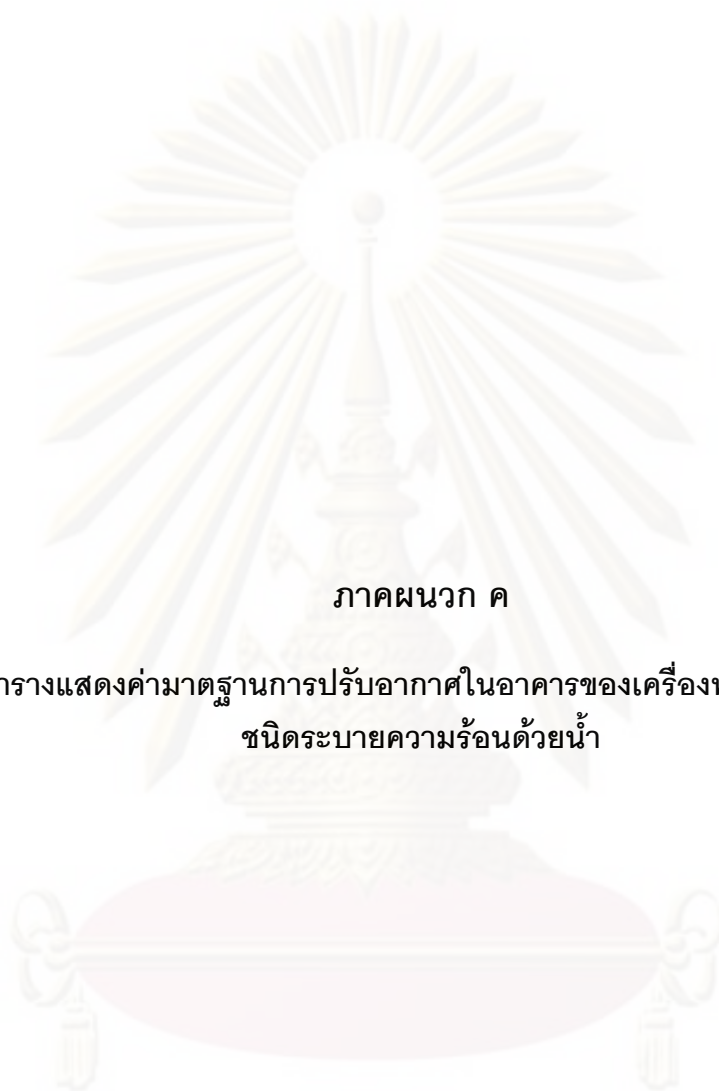 ภาคผนวก ค
ารางแสดงค่ามาตฐานการปรับอากาศในอาคารของเครื่อง
ชนิดระบายความร้อนด้วยน้ำ